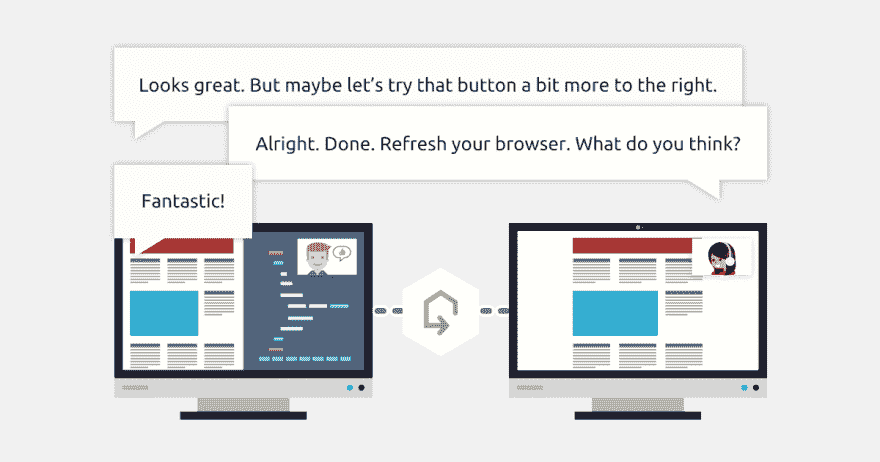 Looks great. But maybe let's try that button a bit more to the right.
Alright. Done. Refresh your browser. What do you think?
Fantastic!